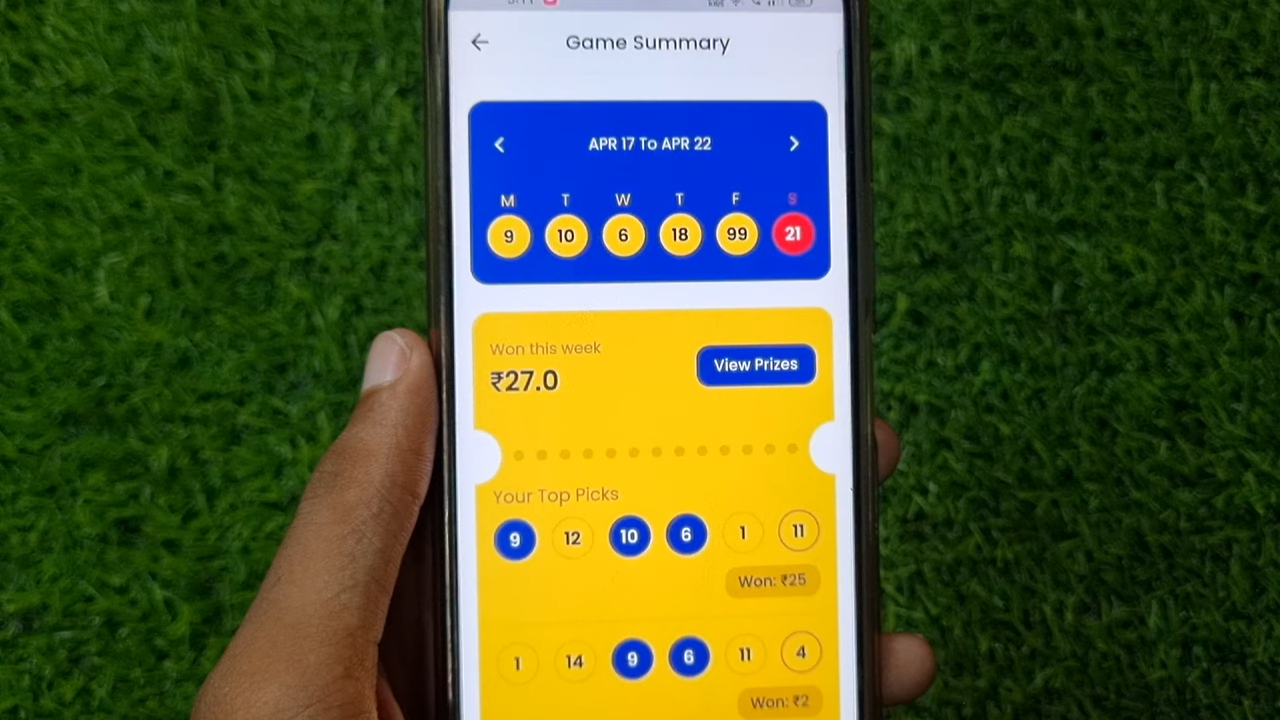 Game Summary
APR 17 To APR 22
M T W T F S
9 10 6 18 99 21
Won this week
₹27.0
View Prizes
Your Top Picks
9 12 10 6 1 11
Won: ₹25
1 14 9 6 11 4
Won: ₹2